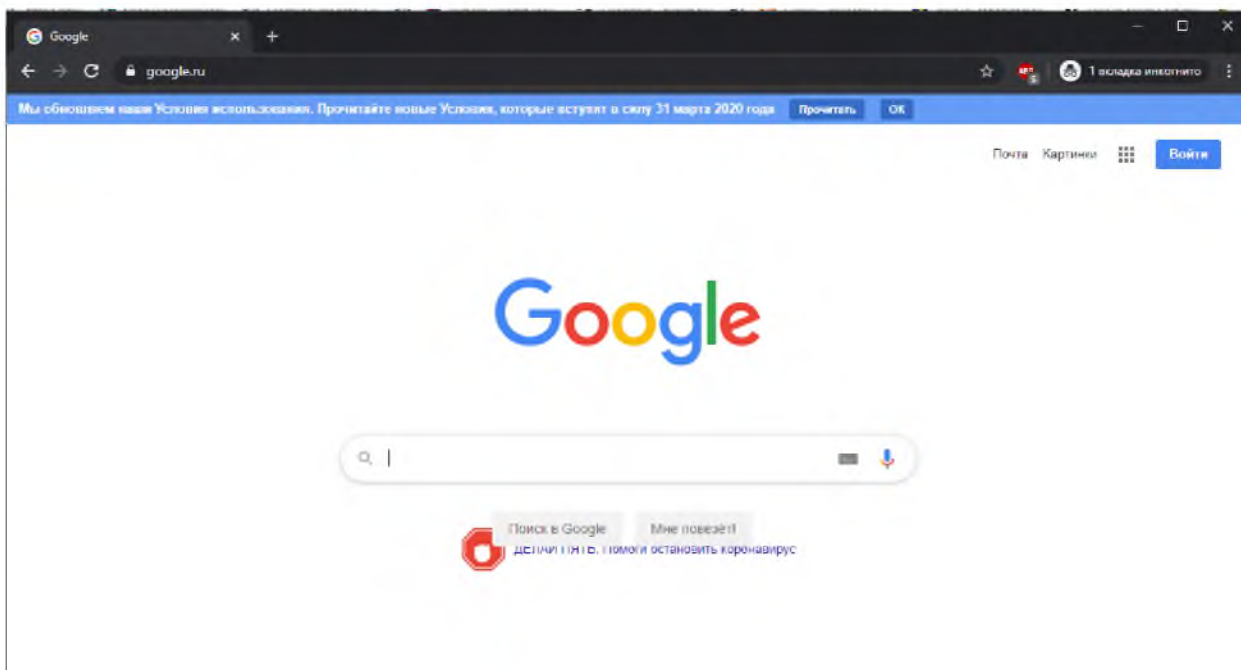 Google
google.ru
1 вкладка инкогнито
Мы обновляем наши Условия использования. Прочитайте новые Условия, которые вступят в силу 31 марта 2020 года Прочитать OK
Почта Картинки Войти
Google
Поиск в Google Мне повезёт!
ДЕЛАЙ ПЯТЬ. Помоги остановить коронавирус